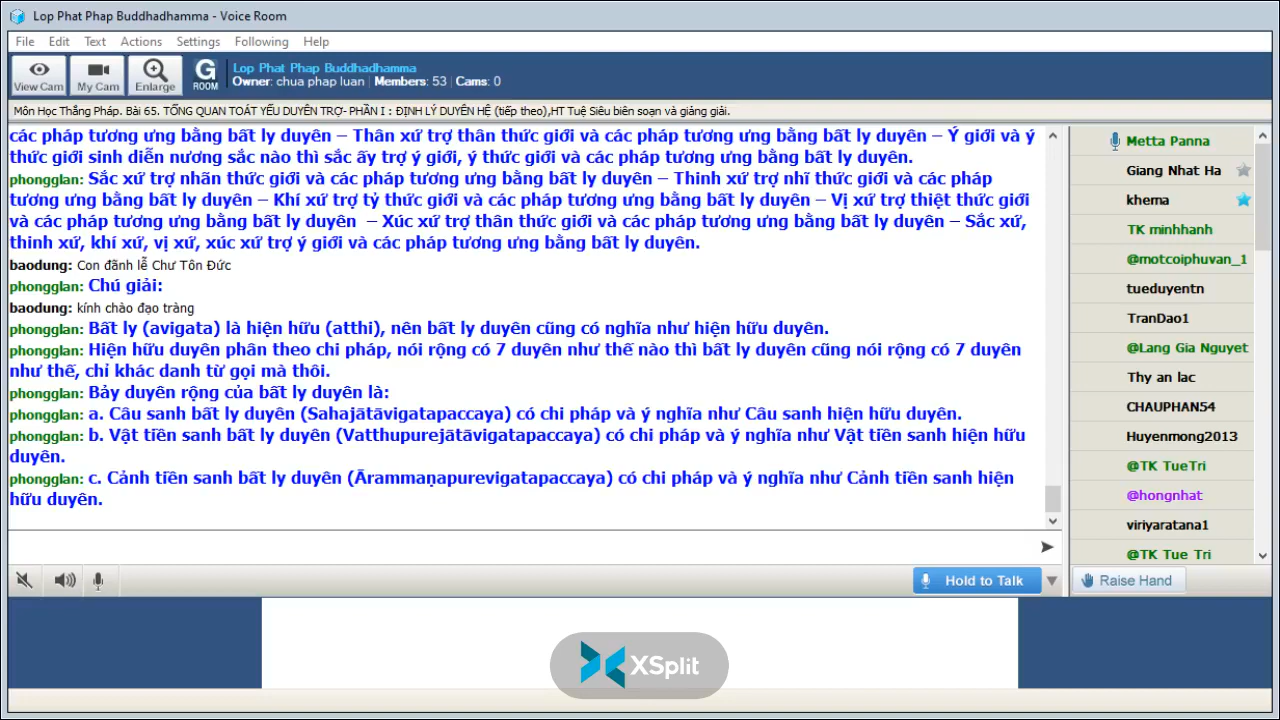 Lop Phat Phap Buddhadhamma - Voice Room
File Edit Text Actions Settings Following Help
View Cam My Cam Enlarge G ROOM
Lop Phat Phap Buddhadhamma
Owner: chua phap luan | Members: 53 | Cams: 0
Môn Học Thắng Pháp. Bài 65. TỔNG QUAN TOÁT YẾU DUYÊN TRỢ- PHẦN I : ĐỊNH LÝ DUYÊN HỆ (tiếp theo),HT Tuệ Siêu biên soạn và giảng giải.
các pháp tương ưng bằng bất ly duyên – Thân xứ trợ thân thức giới và các pháp tương ưng bằng bất ly duyên – Ý giới và ý
thức giới sinh diễn nương sắc nào thì sắc ấy trợ ý giới, ý thức giới và các pháp tương ưng bằng bất ly duyên.
phongglan: Sắc xứ trợ nhãn thức giới và các pháp tương ưng bằng bất ly duyên – Thinh xứ trợ nhĩ thức giới và các pháp
tương ưng bằng bất ly duyên – Khí xứ trợ tỷ thức giới và các pháp tương ưng bằng bất ly duyên – Vị xứ trợ thiệt thức giới
và các pháp tương ưng bằng bất ly duyên – Xúc xứ trợ thân thức giới và các pháp tương ưng bằng bất ly duyên – Sắc xứ,
thinh xứ, khí xứ, vị xứ, xúc xứ trợ ý giới và các pháp tương ưng bằng bất ly duyên.
baodung: Con đãnh lễ Chư Tôn Đức
phongglan: Chú giải:
baodung: kính chào đạo tràng
phongglan: Bất ly (avigata) là hiện hữu (atthi), nên bất ly duyên cũng có nghĩa như hiện hữu duyên.
phongglan: Hiện hữu duyên phân theo chi pháp, nói rộng có 7 duyên như thế nào thì bất ly duyên cũng nói rộng có 7 duyên
như thế, chỉ khác danh từ gọi mà thôi.
phongglan: Bảy duyên rộng của bất ly duyên là:
phongglan: a. Câu sanh bất ly duyên (Sahajātāvigatapaccaya) có chi pháp và ý nghĩa như Câu sanh hiện hữu duyên.
phongglan: b. Vật tiền sanh bất ly duyên (Vatthupurejātāvigatapaccaya) có chi pháp và ý nghĩa như Vật tiền sanh hiện hữu
duyên.
phongglan: c. Cảnh tiền sanh bất ly duyên (Ārammaṇapurevigatapaccaya) có chi pháp và ý nghĩa như Cảnh tiền sanh hiện
hữu duyên.
Metta Panna
Giang Nhat Ha
khema
TK minhhanh
@motcoiphuvan_1
tueduyentn
TranDao1
@Lang Gia Nguyet
Thy an lac
CHAUPHAN54
Huyenmong2013
@TK TueTri
@hongnhat
viriyaratana1
@TK Tue Tri
Hold to Talk
Raise Hand
XSplit